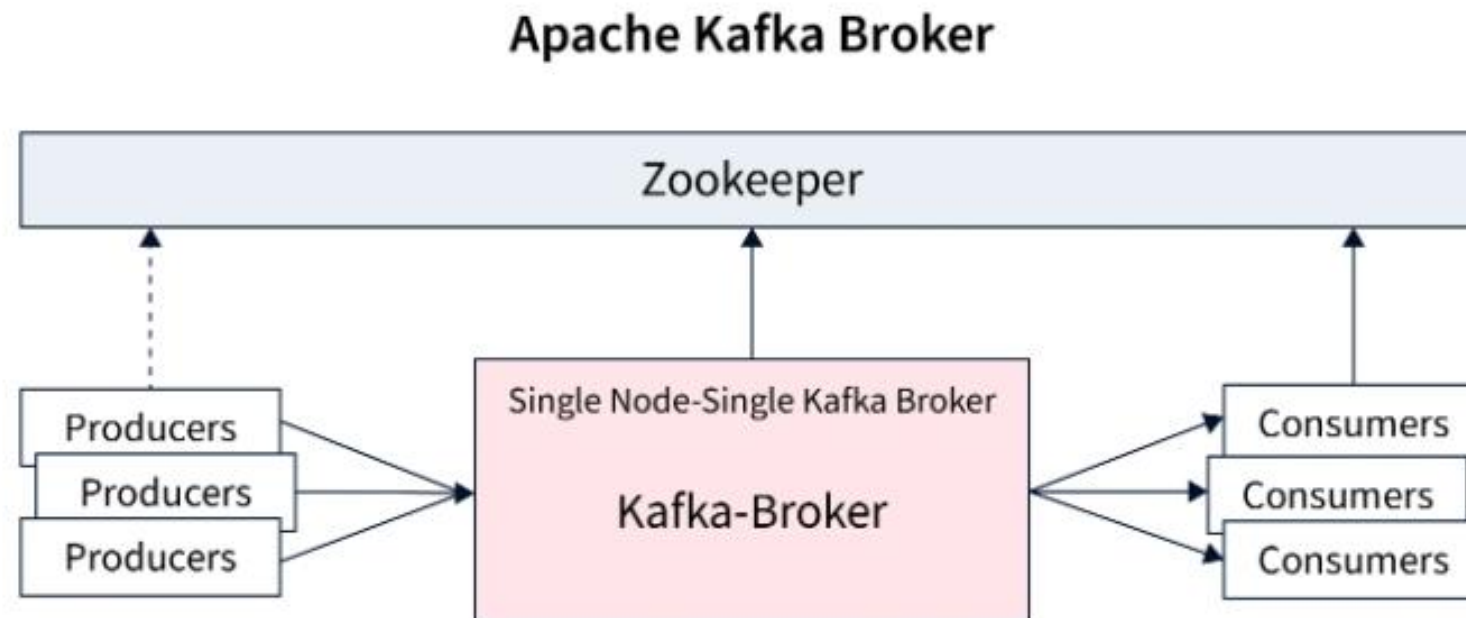 Apache Kafka Broker
Zookeeper
Single Node-Single Kafka Broker
Producers
Producers
Producers
Kafka-Broker
Consumers
Consumers
Consumers